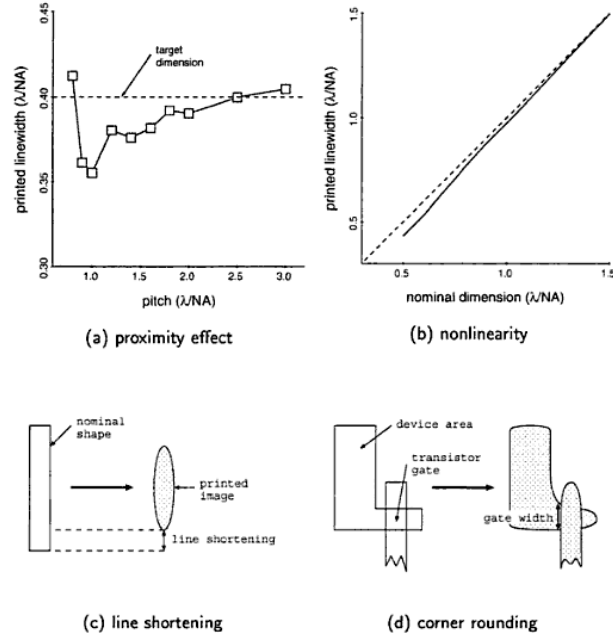 0.45
0.40
0.35
0.30
printed linewidth (λ/NA)
target
dimension
1.0 1.5 2.0 2.5 3.0
pitch (λ/NA)
(a) proximity effect
1.5
1.0
0.5
printed linewidth (λ/NA)
0.5 1.0 1.5
nominal dimension (λ/NA)
(b) nonlinearity
nominal
shape
printed
image
line shortening
(c) line shortening
device area
transistor
gate
gate width
(d) corner rounding